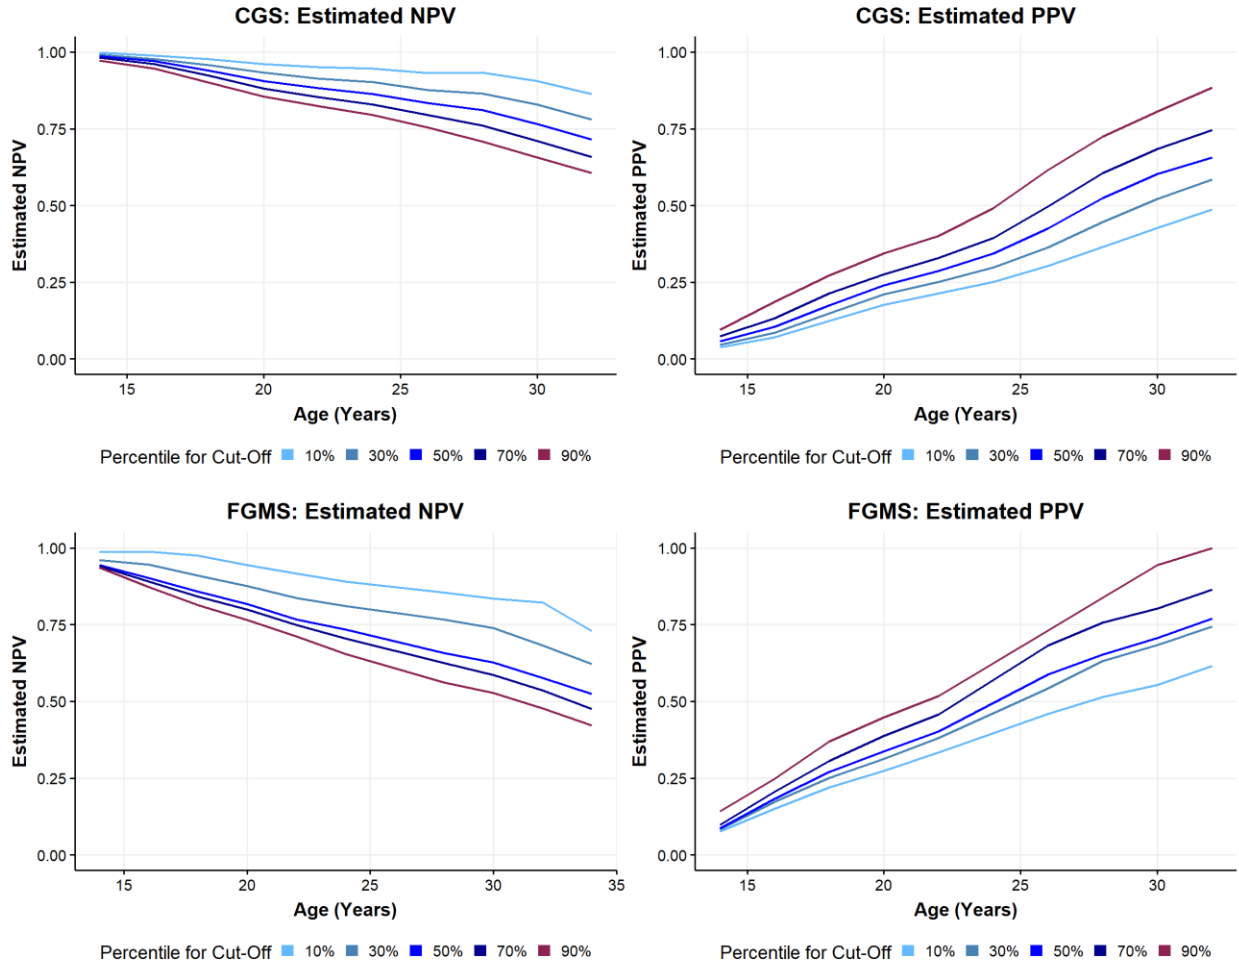 CGS: Estimated NPV
Estimated NPV
1.00
0.75
0.50
0.25
0.00
15 20 25 30
Age (Years)
Percentile for Cut-Off 10% 30% 50% 70% 90%
CGS: Estimated PPV
Estimated PPV
1.00
0.75
0.50
0.25
0.00
15 20 25 30
Age (Years)
Percentile for Cut-Off 10% 30% 50% 70% 90%
FGMS: Estimated NPV
Estimated NPV
1.00
0.75
0.50
0.25
0.00
15 20 25 30 35
Age (Years)
Percentile for Cut-Off 10% 30% 50% 70% 90%
FGMS: Estimated PPV
Estimated PPV
1.00
0.75
0.50
0.25
0.00
15 20 25 30
Age (Years)
Percentile for Cut-Off 10% 30% 50% 70% 90%